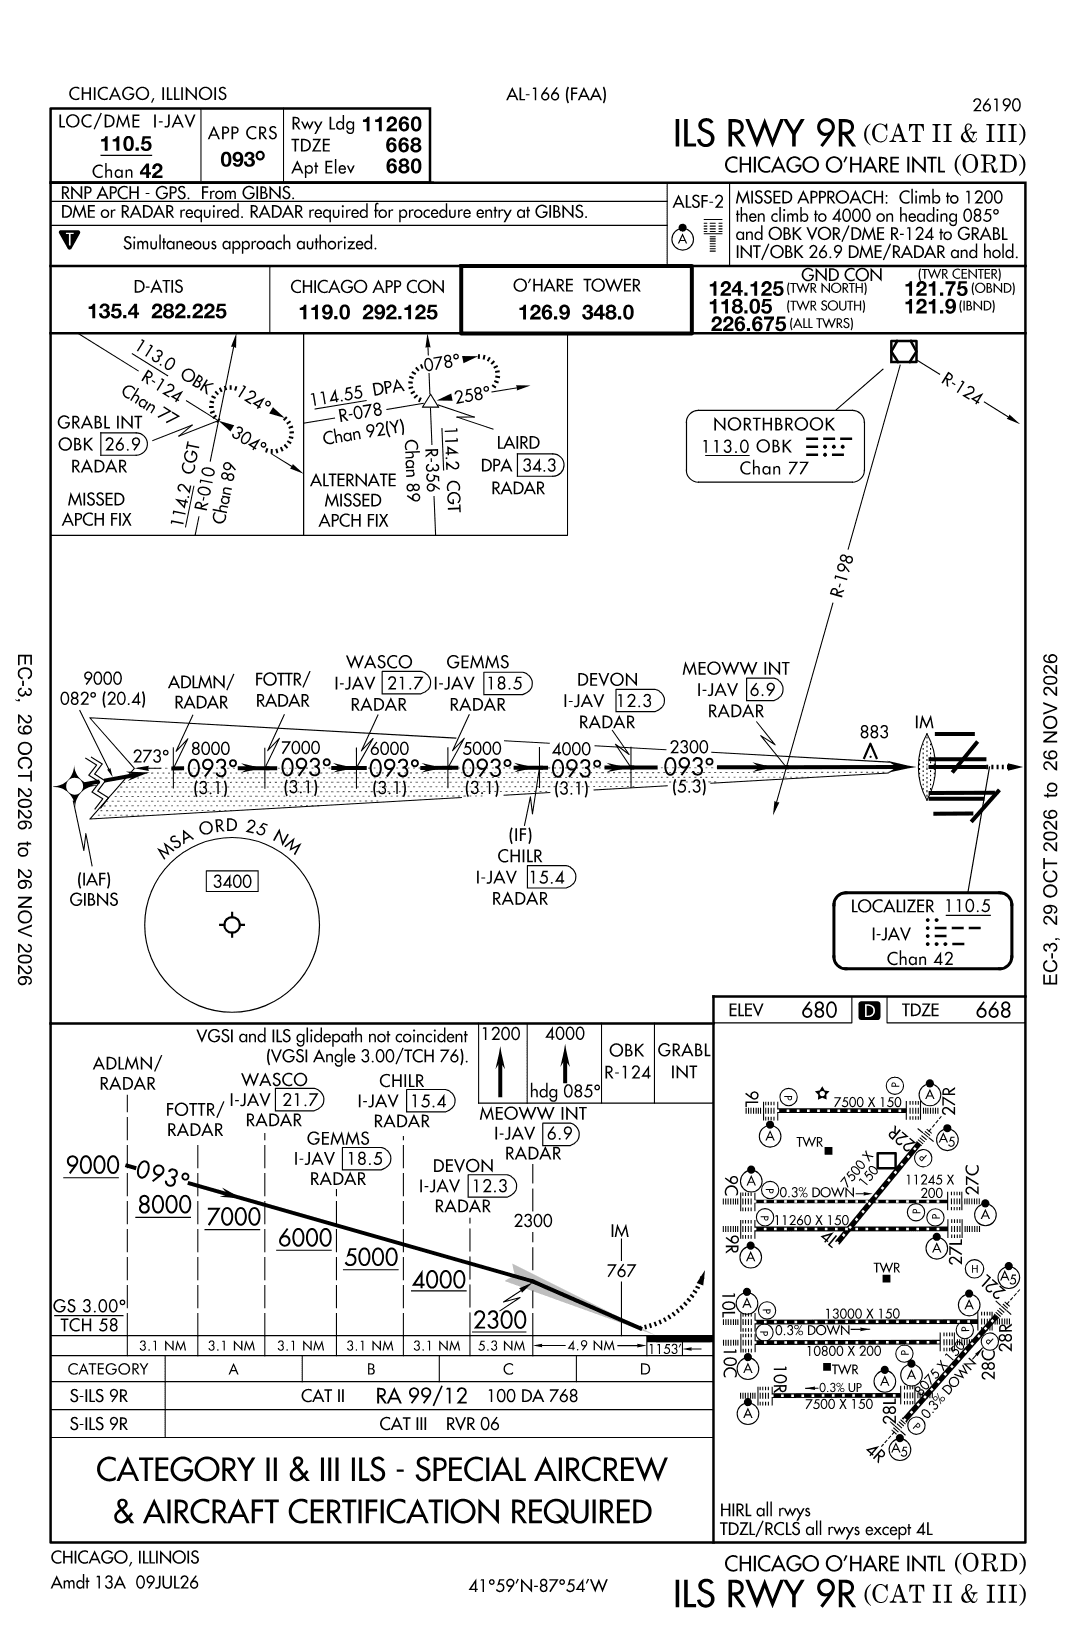 CHICAGO, ILLINOIS
AL-166 (FAA)
26190
LOC/DME I-JAV
110.5
Chan 42
APP CRS
093°
Rwy Ldg 11260
TDZE 668
Apt Elev 680
ILS RWY 9R (CAT II & III)
CHICAGO O'HARE INTL (ORD)
RNP APCH - GPS. From GIBNS.
DME or RADAR required. RADAR required for procedure entry at GIBNS.
T
Simultaneous approach authorized.
ALSF-2
A
MISSED APPROACH: Climb to 1200
then climb to 4000 on heading 085°
and OBK VOR/DME R-124 to GRABL
INT/OBK 26.9 DME/RADAR and hold.
D-ATIS
135.4 282.225
CHICAGO APP CON
119.0 292.125
O'HARE TOWER
126.9 348.0
GND CON
124.125 (TWR NORTH)
118.05 (TWR SOUTH)
226.675 (ALL TWRS)
(TWR CENTER)
121.75 (OBND)
121.9 (IBND)
113.0 OBK
R-124
Chan 77
124°
304°
GRABL INT
OBK 26.9
RADAR
114.2 CGT
R-010
Chan 89
MISSED
APCH FIX
078°
258°
114.55 DPA
R-078
Chan 92(Y)
LAIRD
DPA 34.3
RADAR
114.2 CGT
R-356
Chan 89
ALTERNATE
MISSED
APCH FIX
R-124
NORTHBROOK
113.0 OBK
Chan 77
R-198
9000
082° (20.4)
ADLMN/
RADAR
FOTTR/
RADAR
WASCO
I-JAV 21.7
RADAR
GEMMS
I-JAV 18.5
RADAR
DEVON
I-JAV 12.3
RADAR
MEOWW INT
I-JAV 6.9
RADAR
883
IM
273°
8000
093°
(3.1)
7000
093°
(3.1)
6000
093°
(3.1)
5000
093°
(3.1)
4000
093°
(3.1)
2300
093°
(5.3)
(IAF)
GIBNS
MSA ORD 25 NM
3400
(IF)
CHILR
I-JAV 15.4
RADAR
LOCALIZER 110.5
I-JAV
Chan 42
EC-3, 29 OCT 2026 to 26 NOV 2026
EC-3, 29 OCT 2026 to 26 NOV 2026
VGSI and ILS glidepath not coincident
(VGSI Angle 3.00/TCH 76).
1200
4000
hdg 085°
OBK
R-124
GRABL
INT
ADLMN/
RADAR
FOTTR/
RADAR
WASCO
I-JAV 21.7
RADAR
GEMMS
I-JAV 18.5
RADAR
CHILR
I-JAV 15.4
RADAR
DEVON
I-JAV 12.3
RADAR
MEOWW INT
I-JAV 6.9
RADAR
2300
IM
767
9000
093°
8000
7000
6000
5000
4000
2300
GS 3.00°
TCH 58
3.1 NM
3.1 NM
3.1 NM
3.1 NM
3.1 NM
5.3 NM
4.9 NM
1153'
CATEGORY A B C D
S-ILS 9R CAT II RA 99/12 100 DA 768
S-ILS 9R CAT III RVR 06
CATEGORY II & III ILS - SPECIAL AIRCREW
& AIRCRAFT CERTIFICATION REQUIRED
ELEV 680 D TDZE 668
9L
7500 X 150
27R
P
P
A
A
TWR
22R
A5
P
7500 X
150
4L
9C
0.3% DOWN
11245 X
200
27C
A
P
P
A
9R
11260 X 150
27L
P
P
A
A
TWR
H
22L
A5
10L
13000 X 150
28R
A
P
A
P
10C
0.3% DOWN
10800 X 200
28C
P
P
A
TWR
10R
0.3% UP
7500 X 150
28L
A
A
A
P
8075 X 150
0.3% DOWN
P
4R
A5
HIRL all rwys
TDZL/RCLS all rwys except 4L
CHICAGO, ILLINOIS
Amdt 13A 09JUL26
41°59'N-87°54'W
CHICAGO O'HARE INTL (ORD)
ILS RWY 9R (CAT II & III)